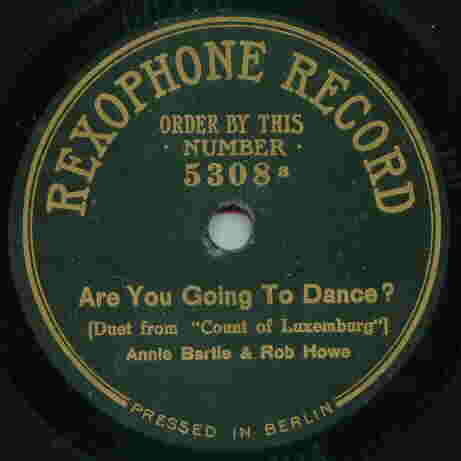 REXOPHONE RECORD
ORDER BY THIS
· NUMBER ·
5308 a
Are You Going To Dance?
[Duet from "Count of Luxemburg"]
Annie Bartle & Rob Howe
PRESSED IN BERLIN